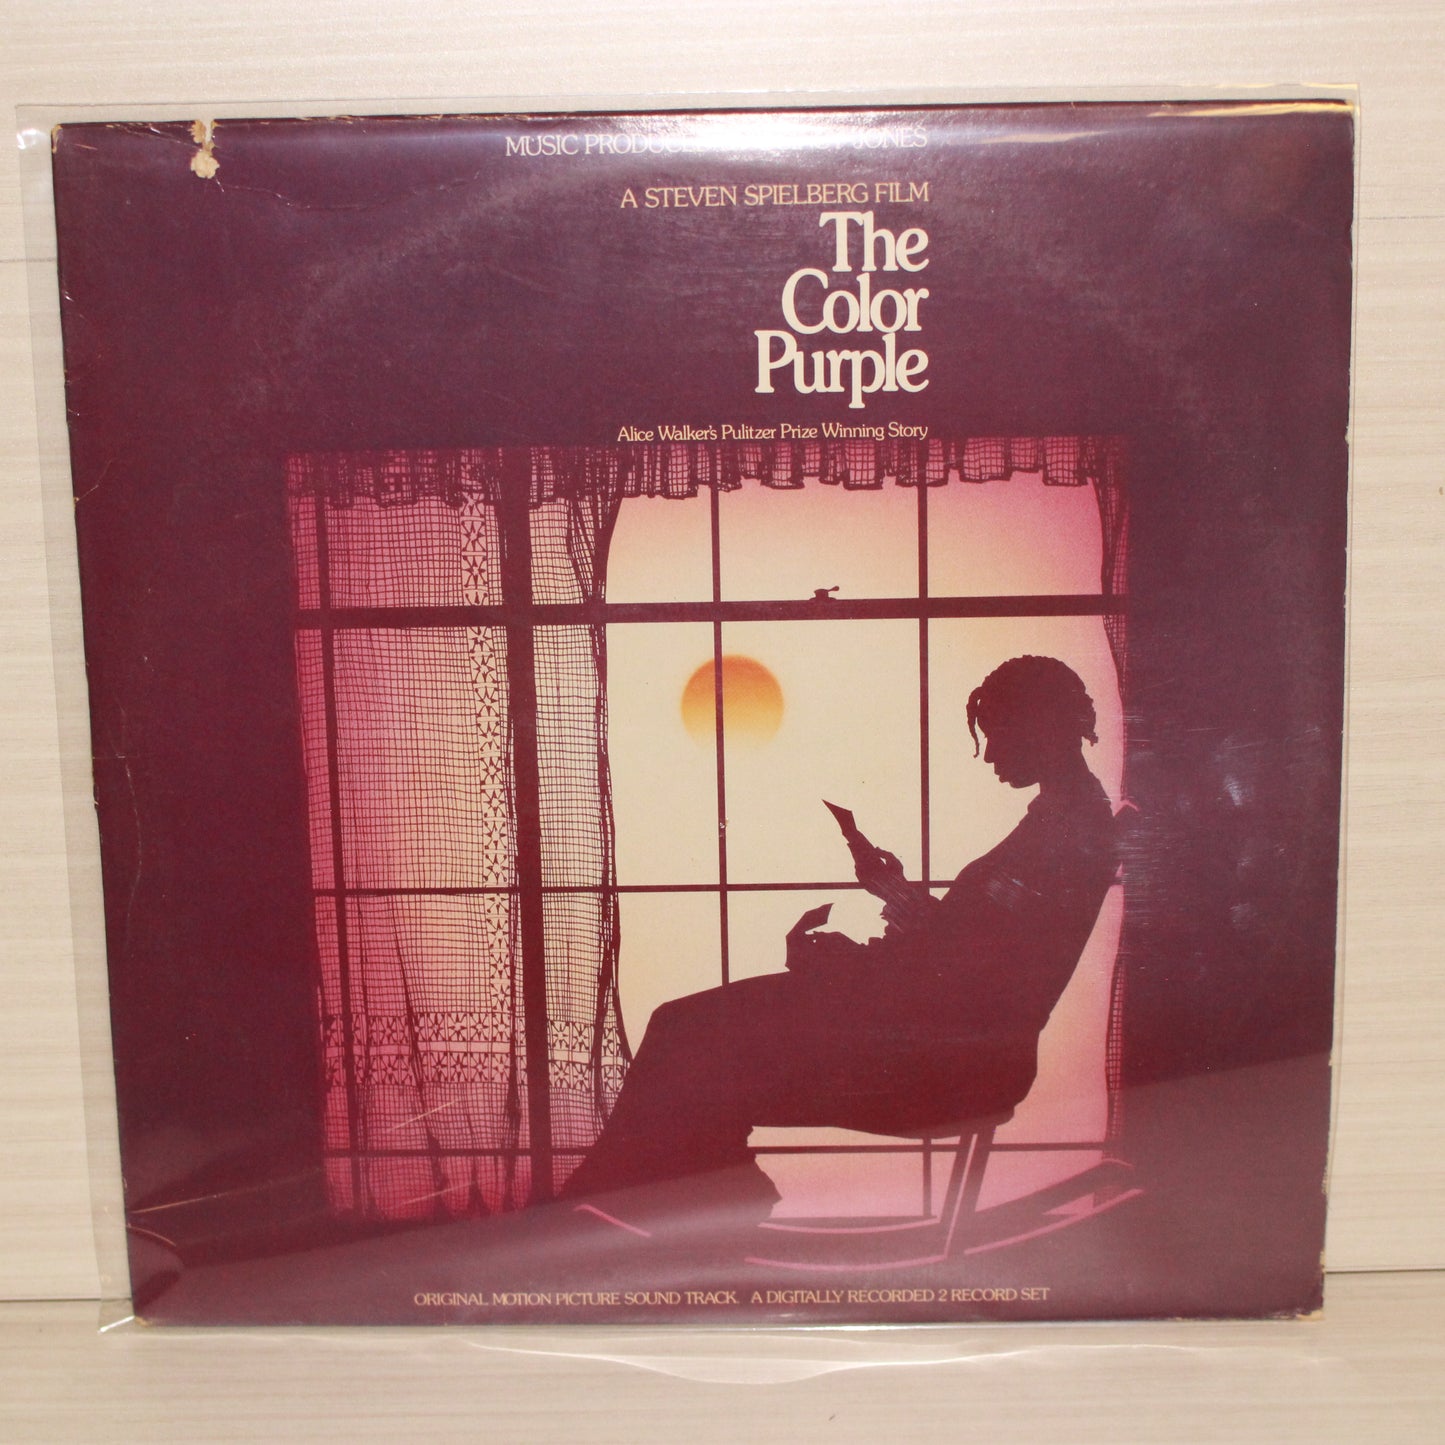 MUSIC PRODUCED JONES
A STEVEN SPIELBERG FILM
The
Color
Purple
Alice Walker's Pulitzer Prize Winning Story
ORIGINAL MOTION PICTURE SOUND TRACK. A DIGITALLY RECORDED 2 RECORD SET